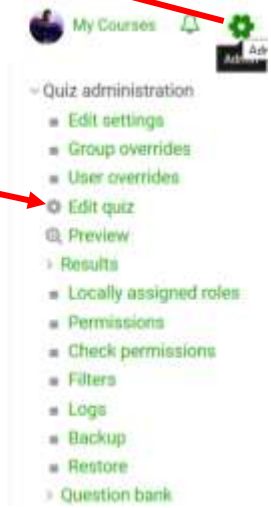 My Courses
Quiz administration
Edit settings
Group overrides
User overrides
Edit quiz
Preview
Results
Locally assigned roles
Permissions
Check permissions
Filters
Logs
Backup
Restore
Question bank